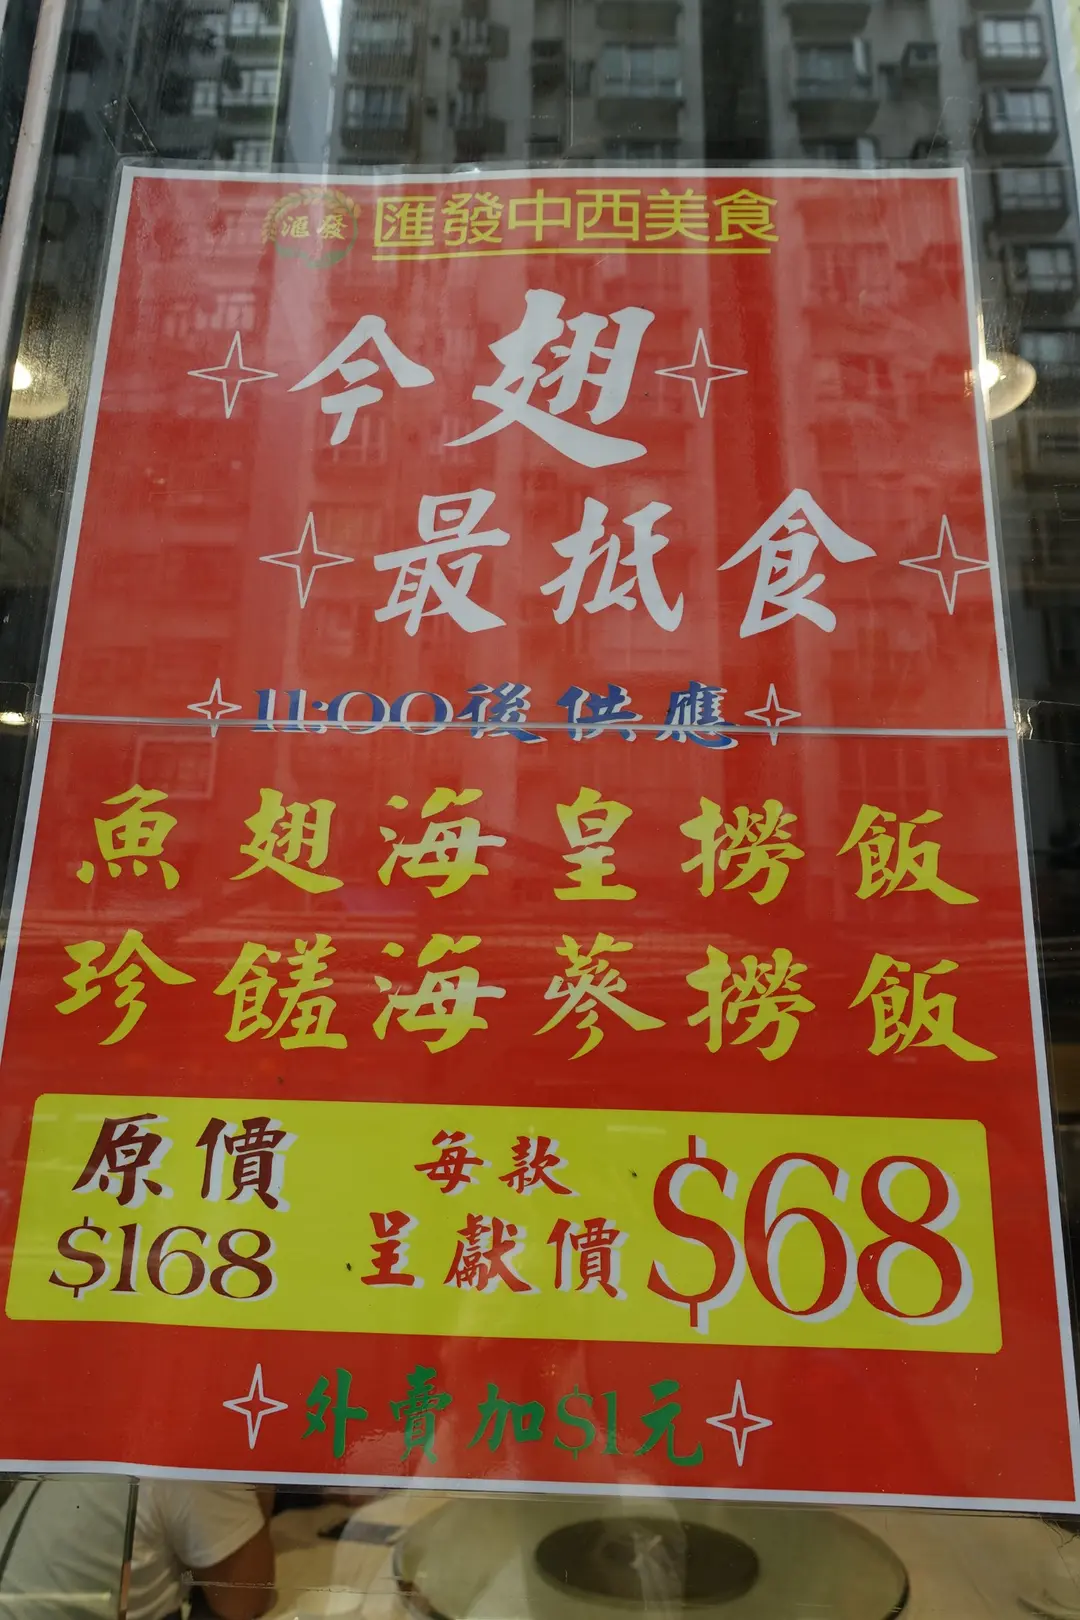 滙發
匯發中西美食
今翅
最抵食
11:00後供應
魚翅海皇撈飯
珍饈海蔘撈飯
原價
$168
每款
呈獻價
$68
外賣加$1元